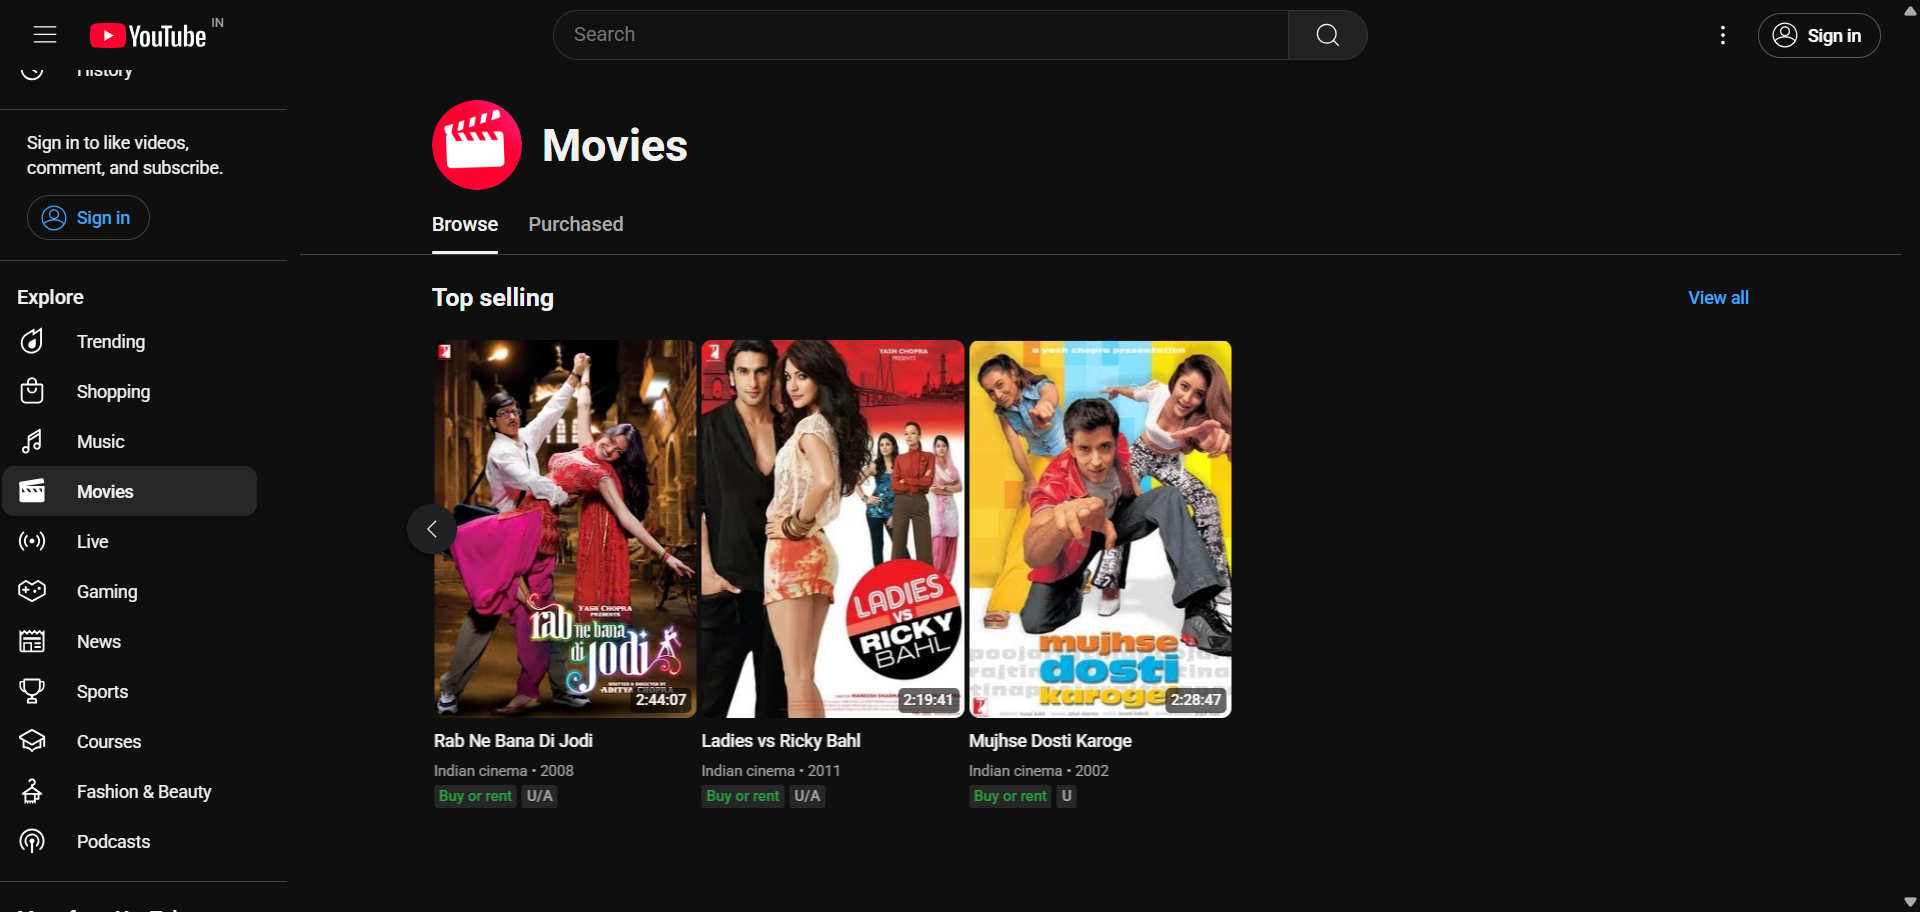 YouTube IN
Search
Sign in
History
Sign in to like videos,
comment, and subscribe.
Sign in
Explore
Trending
Shopping
Music
Movies
Live
Gaming
News
Sports
Courses
Fashion & Beauty
Podcasts
Movies
Browse
Purchased
Top selling
View all
YASH CHOPRA
PRESENTS
rab ne bana
di jodi
WRITTEN & DIRECTED BY
ADITYA CHOPRA
2:44:07
Rab Ne Bana Di Jodi
Indian cinema • 2008
Buy or rent U/A
YASH CHOPRA
PRESENTS
LADIES
VS
RICKY
BAHL
2:19:41
Ladies vs Ricky Bahl
Indian cinema • 2011
Buy or rent U/A
a yash chopra presentation
mujhse
dosti
karoge
2:28:47
Mujhse Dosti Karoge
Indian cinema • 2002
Buy or rent U